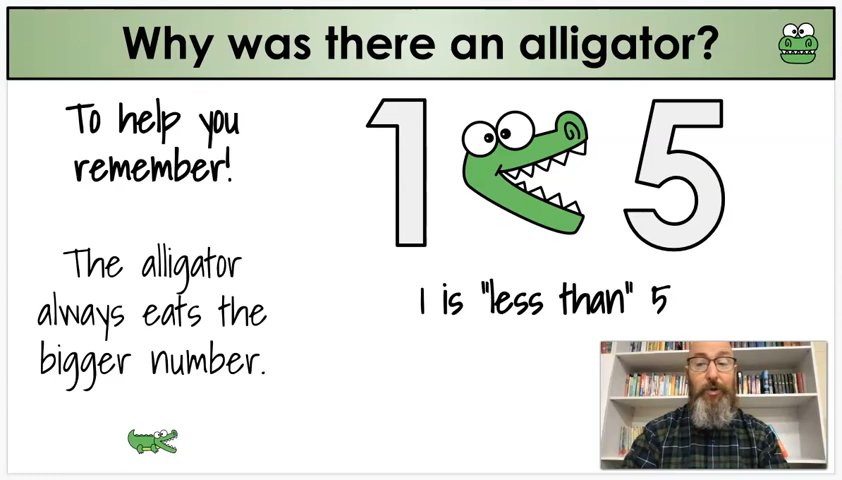 Why was there an alligator?
To help you
remember!
1 5
The alligator
always eats the
bigger number.
1 is "less than" 5